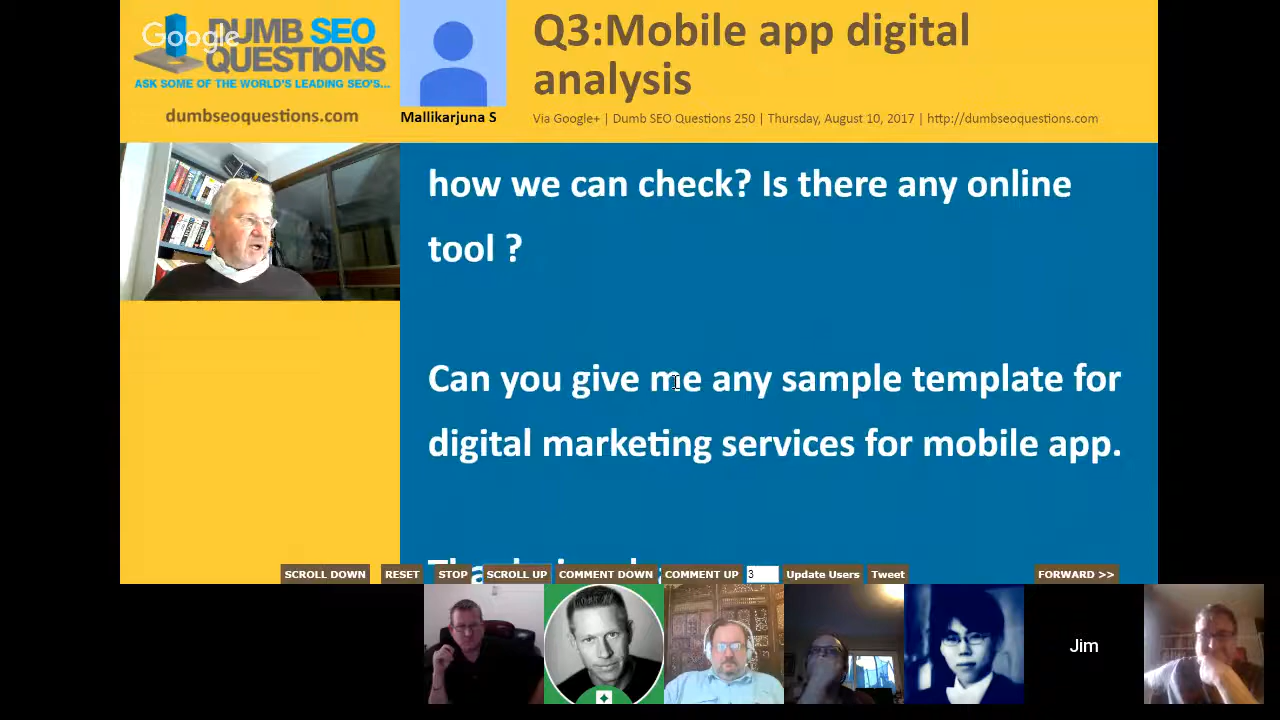 Google
DUMB SEO
QUESTIONS
ASK SOME OF THE WORLD'S LEADING SEO'S...
dumbseoquestions.com
Mallikarjuna S
Q3:Mobile app digital
analysis
Via Google+ | Dumb SEO Questions 250 | Thursday, August 10, 2017 | http://dumbseoquestions.com
how we can check? Is there any online
tool ?
Can you give me any sample template for
digital marketing services for mobile app.
SCROLL DOWN RESET STOP SCROLL UP COMMENT DOWN COMMENT UP 3 Update Users Tweet FORWARD >>
Jim